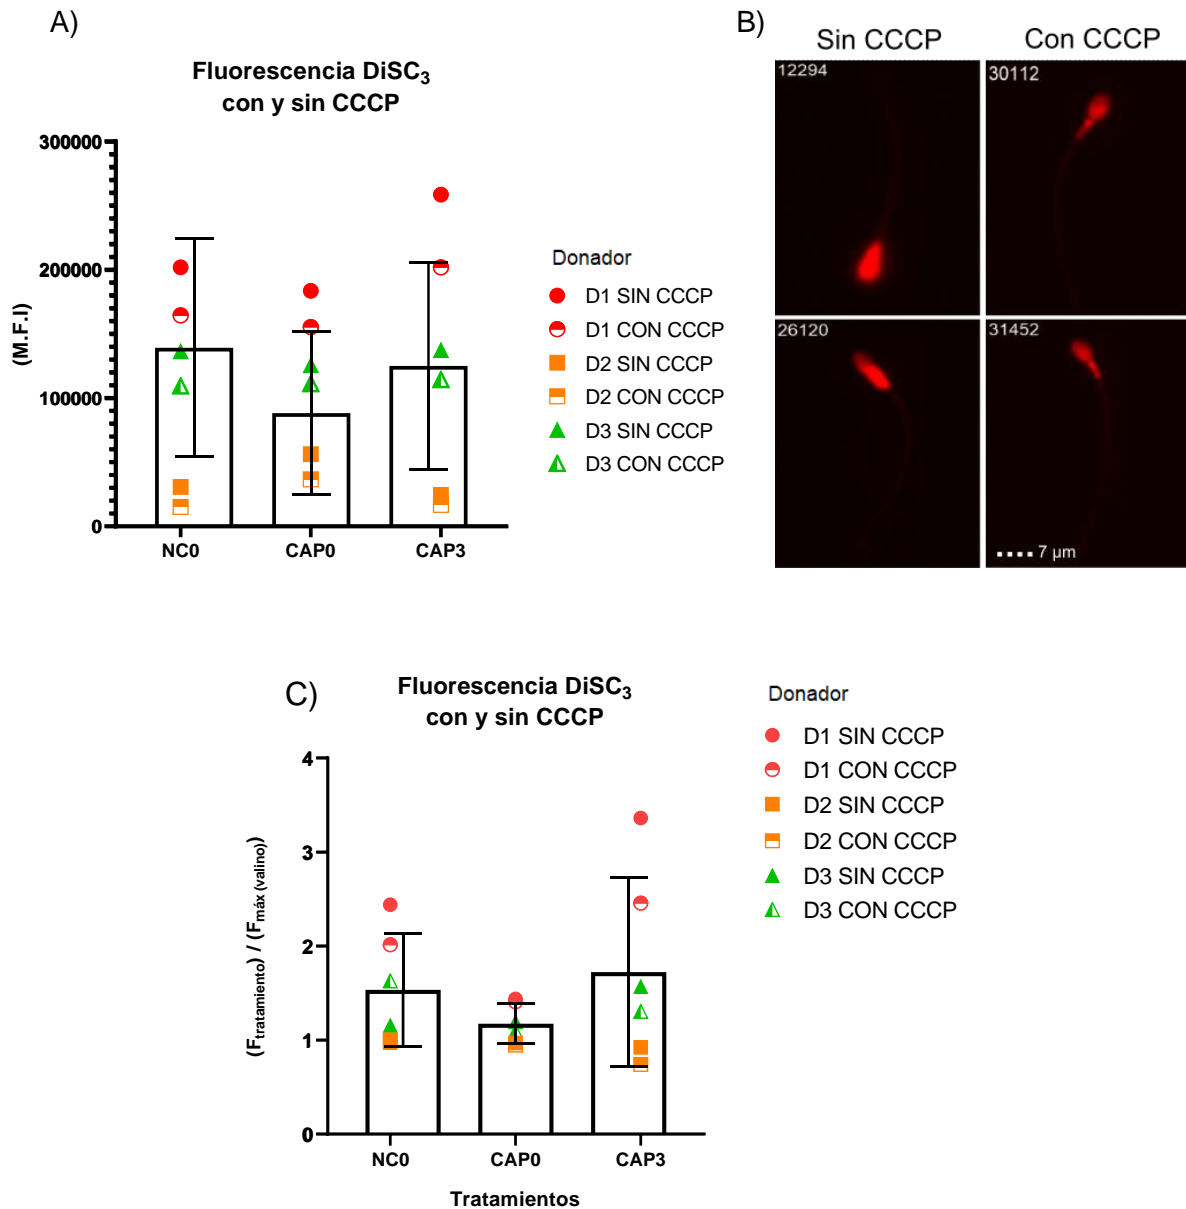 A)
Fluorescencia DiSC₃
con y sin CCCP
(M.F.I)
300000
200000
100000
0
NC0
CAP0
CAP3
Donador
D1 SIN CCCP
D1 CON CCCP
D2 SIN CCCP
D2 CON CCCP
D3 SIN CCCP
D3 CON CCCP
B)
Sin CCCP
Con CCCP
12294
30112
26120
31452
7 µm
C)
Fluorescencia DiSC₃
con y sin CCCP
(Ftratamiento) / (Fmáx (valino))
4
3
2
1
0
NC0
CAP0
CAP3
Tratamientos
Donador
D1 SIN CCCP
D1 CON CCCP
D2 SIN CCCP
D2 CON CCCP
D3 SIN CCCP
D3 CON CCCP